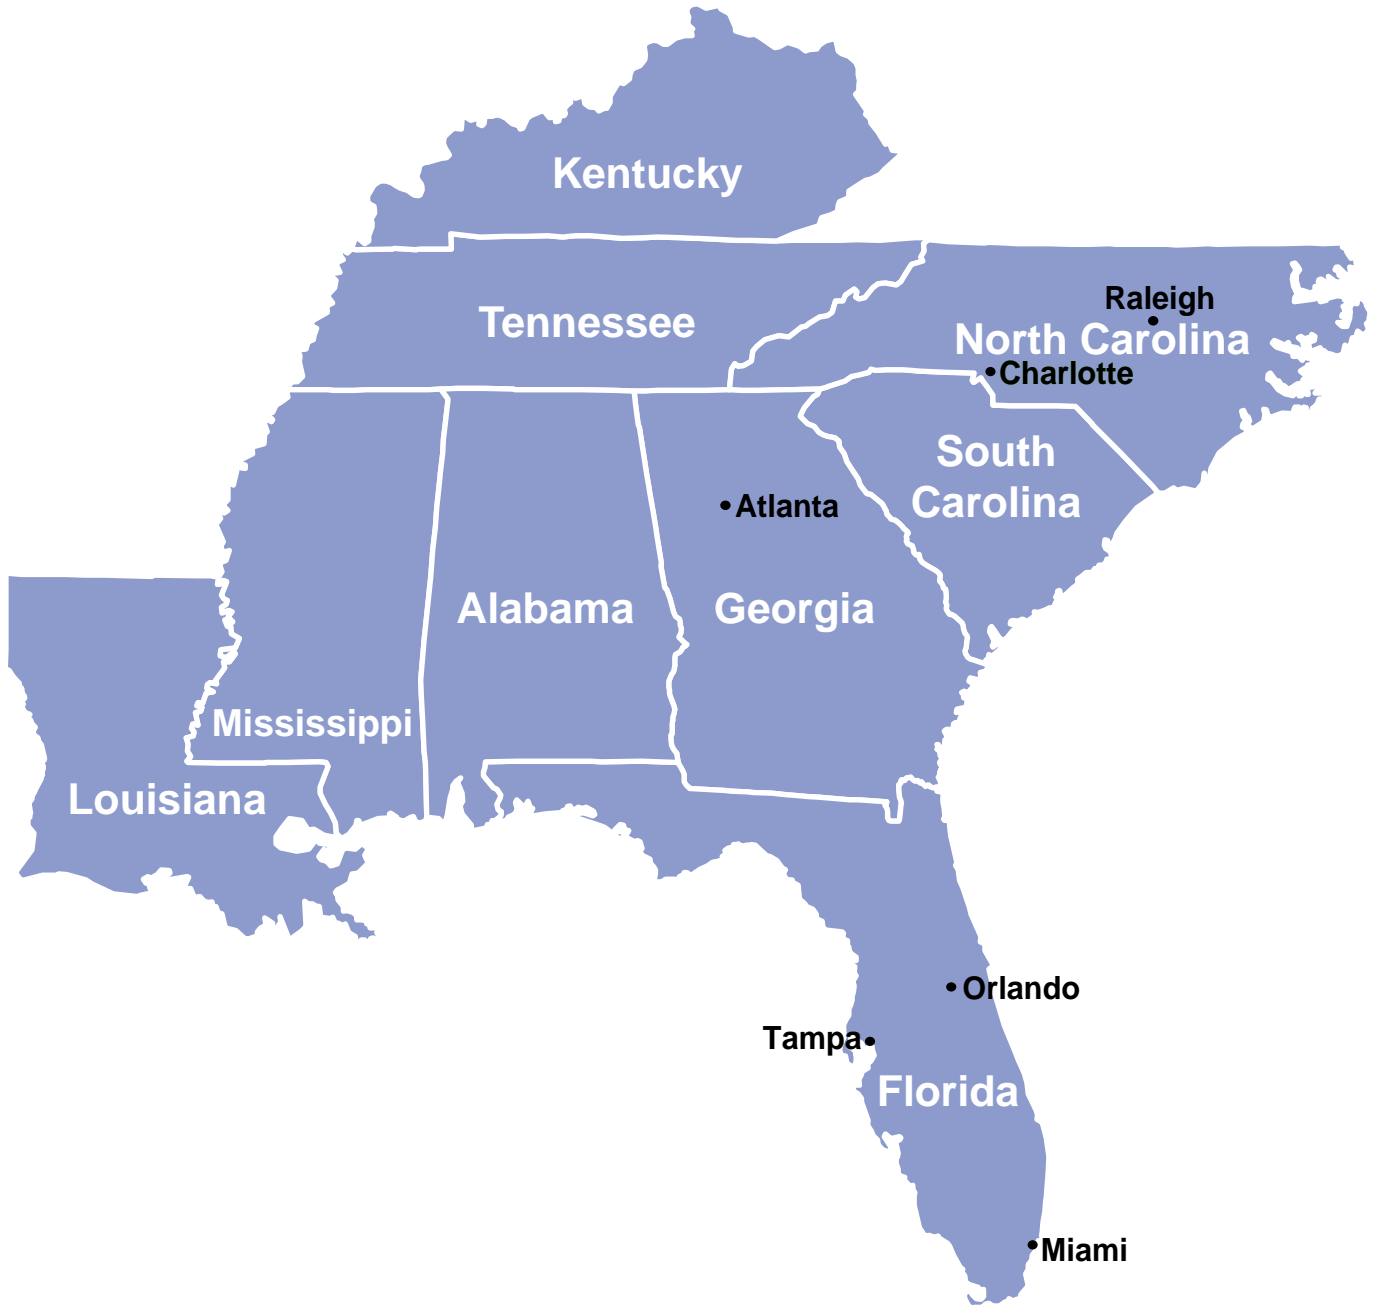 Kentucky
Tennessee
Raleigh
North Carolina
Charlotte
South
Carolina
Atlanta
Alabama
Georgia
Mississippi
Louisiana
Orlando
Tampa
Florida
Miami